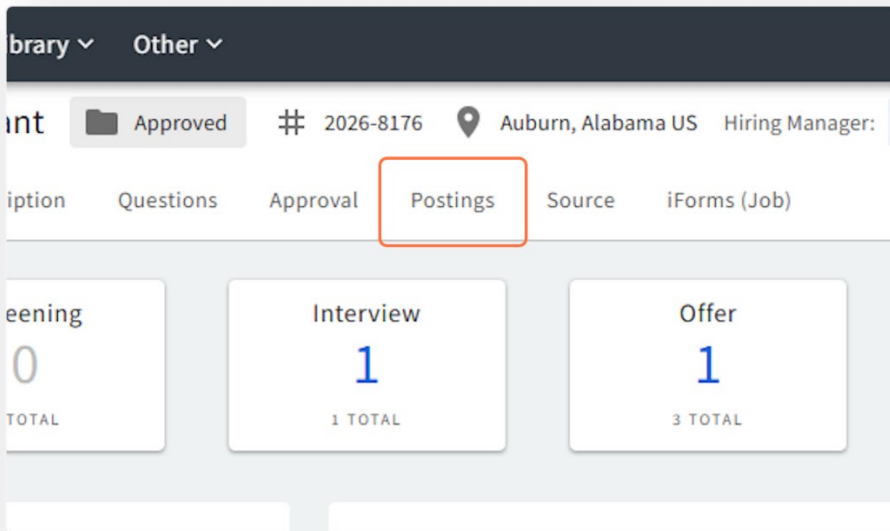 ibrary Other
ant Approved # 2026-8176 Auburn, Alabama US Hiring Manager:
iption Questions Approval Postings Source iForms (Job)
eening Interview Offer
0 1 1
TOTAL 1 TOTAL 3 TOTAL